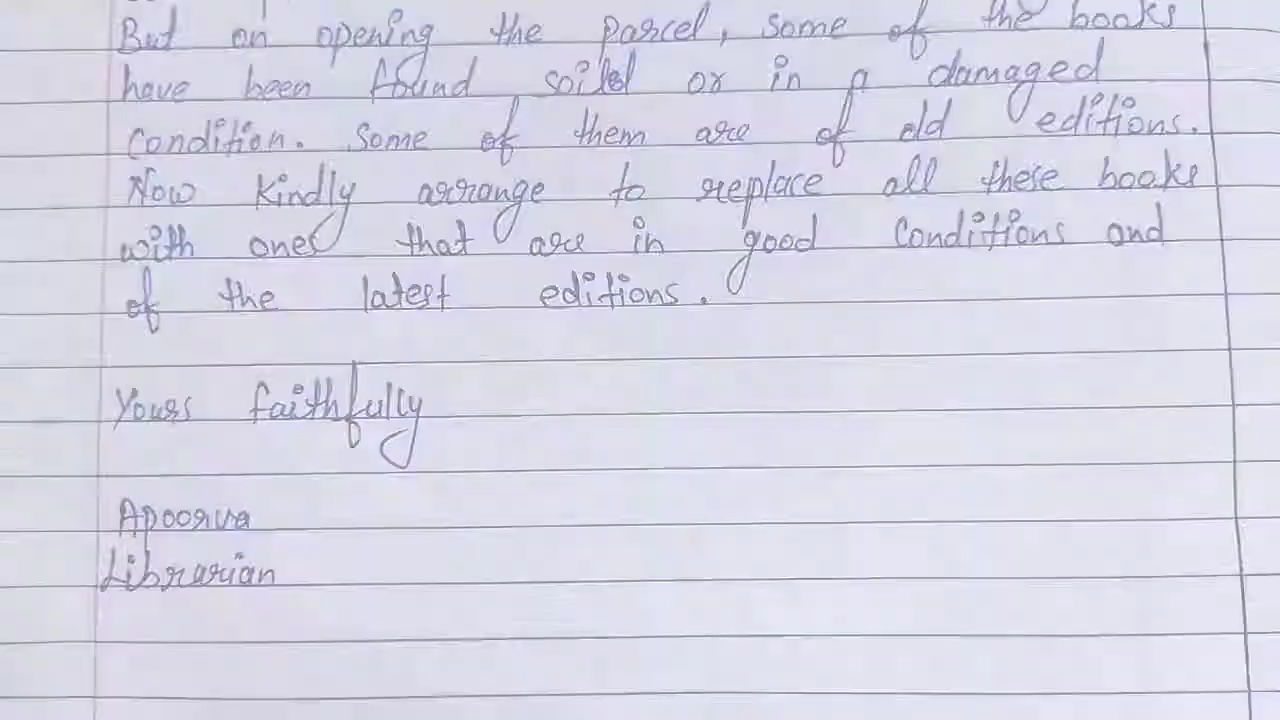 But on opening the parcel, some of the books
have been found soiled or in a damaged
condition. Some of them are of old editions.
Now kindly arrange to replace all these books
with ones that are in good conditions and
of the latest editions.
Yours faithfully
Apoorva
Librarian